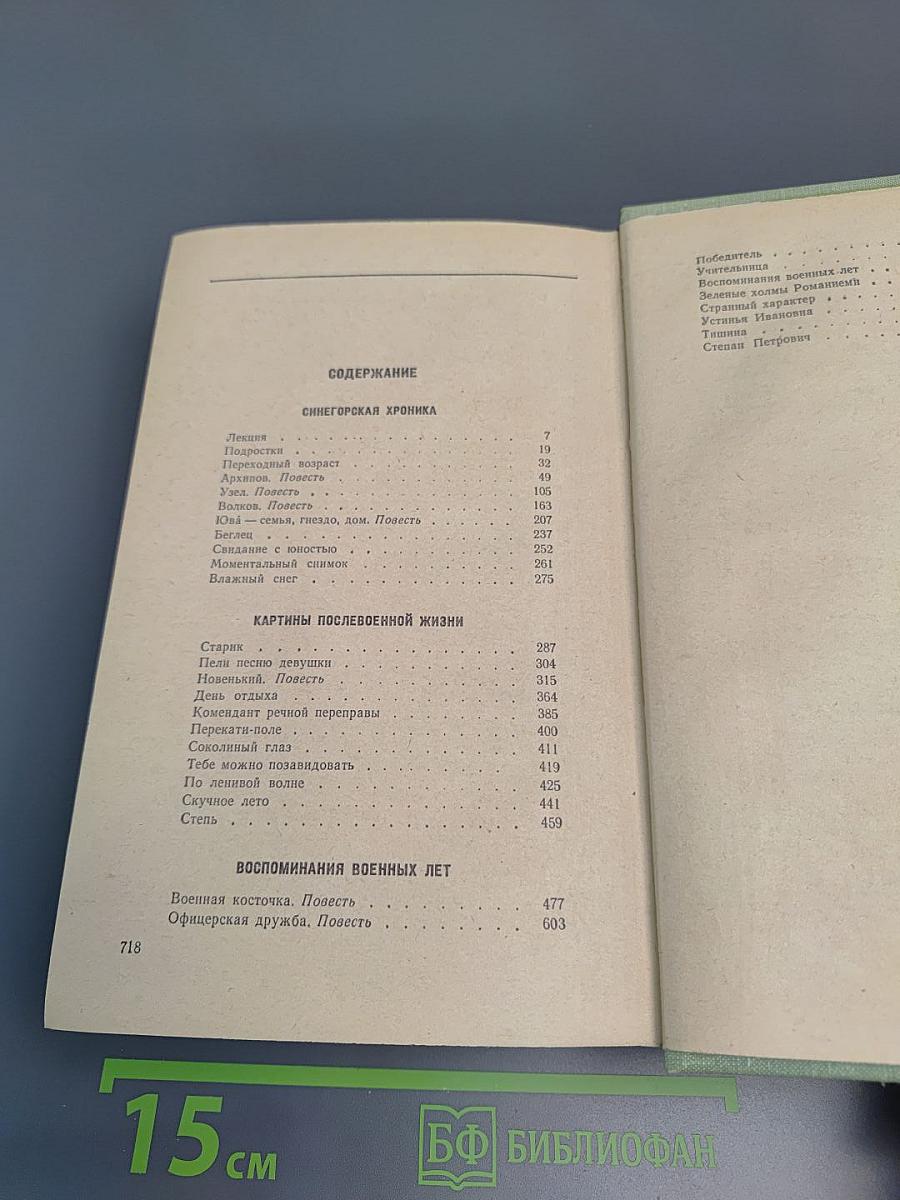 СОДЕРЖАНИЕ
СИНЕГОРСКАЯ ХРОНИКА
Лекция . . . . . . . . . . . . . . . 7
Подростки . . . . . . . . . . . . . . 19
Переходный возраст . . . . . . . . . . 32
Архипов. Повесть . . . . . . . . . . . 49
Узел. Повесть . . . . . . . . . . . . 105
Волков. Повесть . . . . . . . . . . . 163
Юва́ — семья, гнездо, дом. Повесть . . . . . . 207
Беглец . . . . . . . . . . . . . . . 237
Свидание с юностью . . . . . . . . . . 252
Моментальный снимок . . . . . . . . . 261
Влажный снег . . . . . . . . . . . . . 275
КАРТИНЫ ПОСЛЕВОЕННОЙ ЖИЗНИ
Старик . . . . . . . . . . . . . . . 287
Пели песню девушки . . . . . . . . . . 304
Новенький. Повесть . . . . . . . . . . 315
День отдыха . . . . . . . . . . . . . 364
Комендант речной переправы . . . . . . . 385
Перекати-поле . . . . . . . . . . . . 400
Соколиный глаз . . . . . . . . . . . . 411
Тебе можно позавидовать . . . . . . . . 419
По ленивой волне . . . . . . . . . . . 425
Скучное лето . . . . . . . . . . . . . 441
Степь . . . . . . . . . . . . . . . . 459
ВОСПОМИНАНИЯ ВОЕННЫХ ЛЕТ
Военная косточка. Повесть . . . . . . . . 477
Офицерская дружба. Повесть . . . . . . . 603
718
Победитель . . . . . . . .
Учительница . . . . . . . .
Воспоминания военных лет . .
Зеленые холмы Романиеми . .
Странный характер . . . . .
Устинья Ивановна . . . . .
Тишина . . . . . . . . . .
Степан Петрович . . . . .
15 см
БФ БИБЛИОФАН